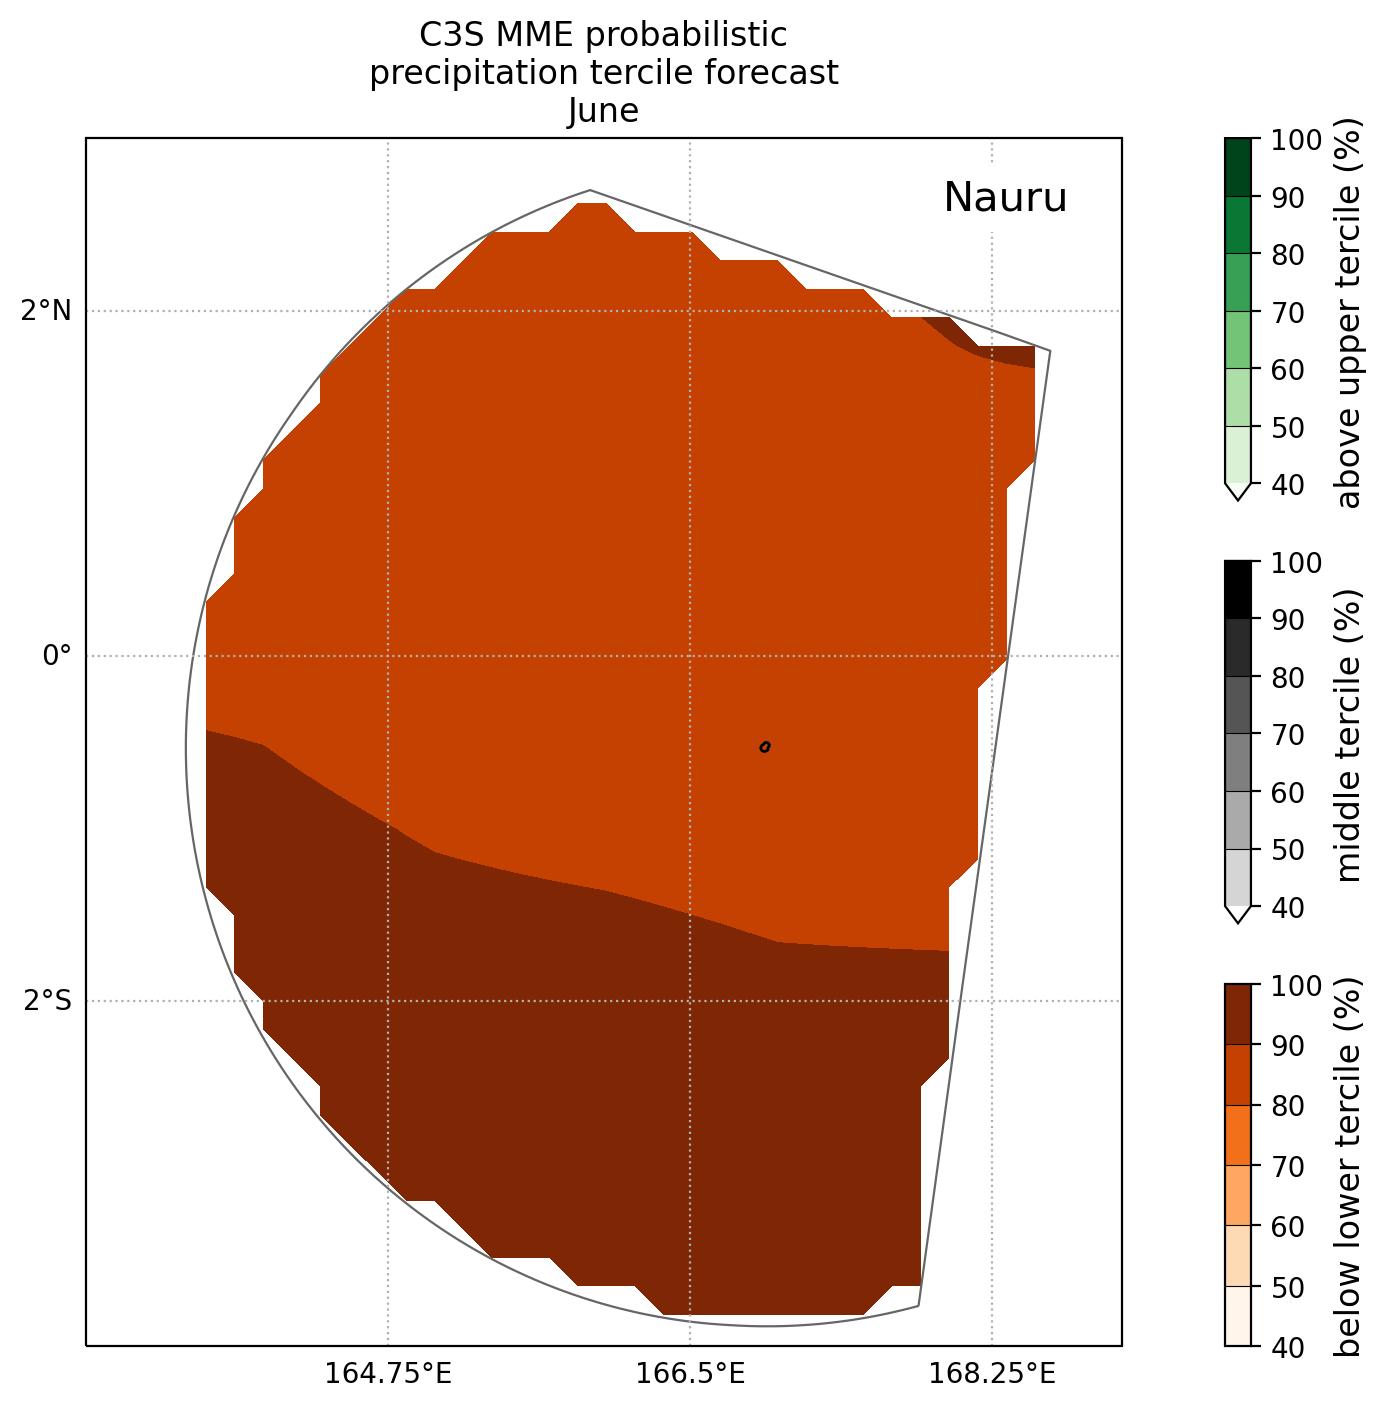 C3S MME probabilistic
precipitation tercile forecast
June
Nauru
2°N
0°
2°S
164.75°E
166.5°E
168.25°E
100
90
80
70
60
50
40
above upper tercile (%)
100
90
80
70
60
50
40
middle tercile (%)
100
90
80
70
60
50
40
below lower tercile (%)